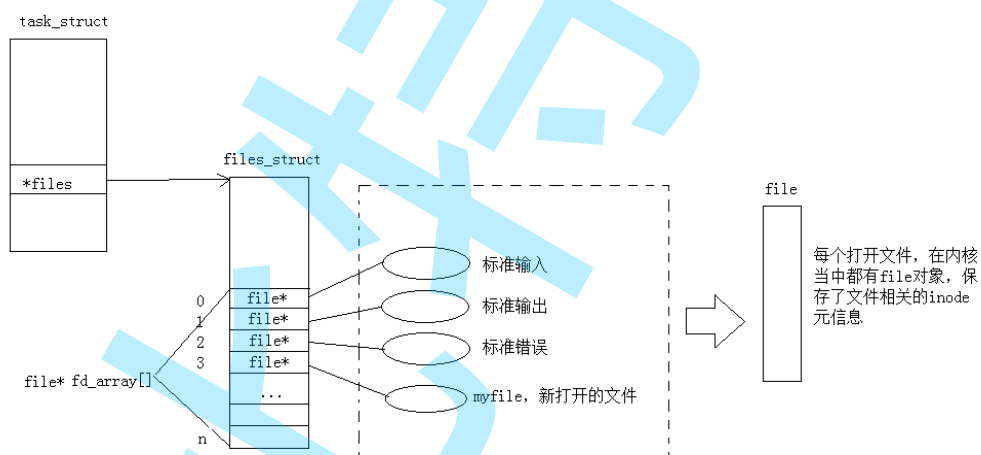 task_struct
*files
files_struct
file* fd_array[]
0
file*
1
file*
2
file*
3
file*
...
n
标准输入
标准输出
标准错误
myfile，新打开的文件
file
每个打开文件，在内核
当中都有file对象，保
存了文件相关的inode
元信息